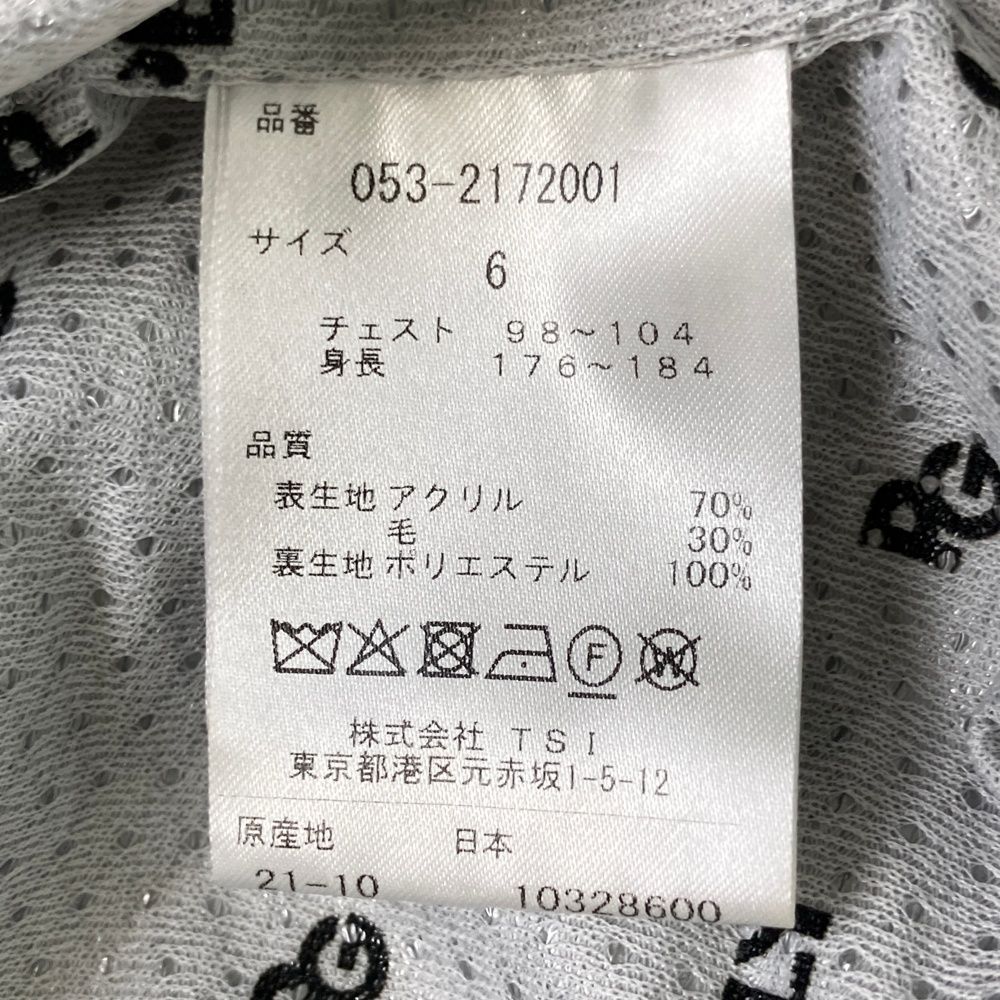 品番
053-2172001
サイズ
6
チェスト 98~104
身長 176~184
品質
表生地 アクリル 70%
毛 30%
裏生地 ポリエステル 100%
F
W
株式会社 TSI
東京都港区元赤坂1-5-12
原産地 日本
21-10 10328600
P.G